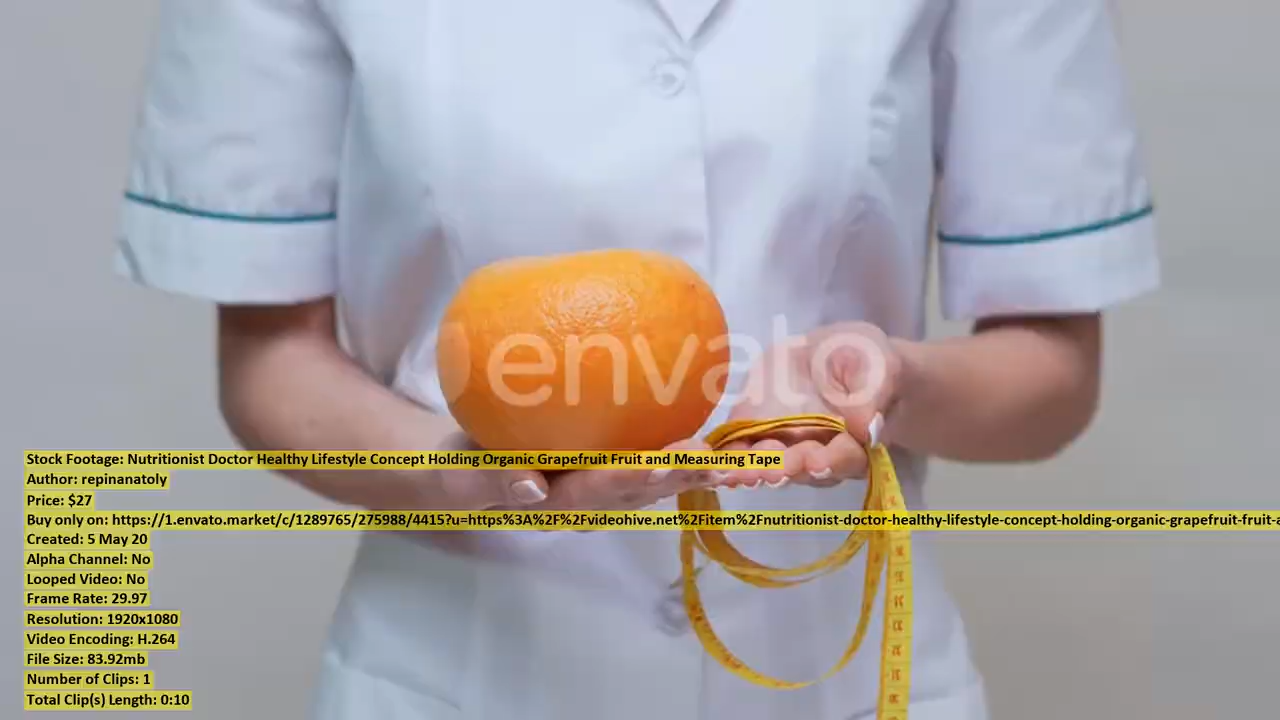 envato
Stock Footage: Nutritionist Doctor Healthy Lifestyle Concept Holding Organic Grapefruit Fruit and Measuring Tape
Author: repinanatoly
Price: $27
Buy only on: https://1.envato.market/c/1289765/275988/4415?u=https%3A%2F%2Fvideohive.net%2Fitem%2Fnutritionist-doctor-healthy-lifestyle-concept-holding-organic-grapefruit-fruit-a
Created: 5 May 20
Alpha Channel: No
Looped Video: No
Frame Rate: 29.97
Resolution: 1920x1080
Video Encoding: H.264
File Size: 83.92mb
Number of Clips: 1
Total Clip(s) Length: 0:10